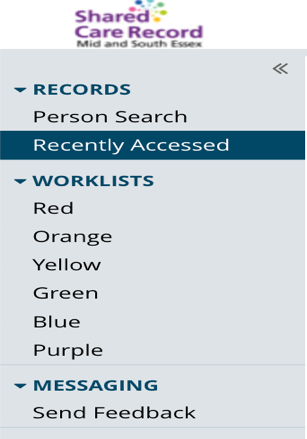 Shared
Care Record
Mid and South Essex
RECORDS
Person Search
Recently Accessed
WORKLISTS
Red
Orange
Yellow
Green
Blue
Purple
MESSAGING
Send Feedback